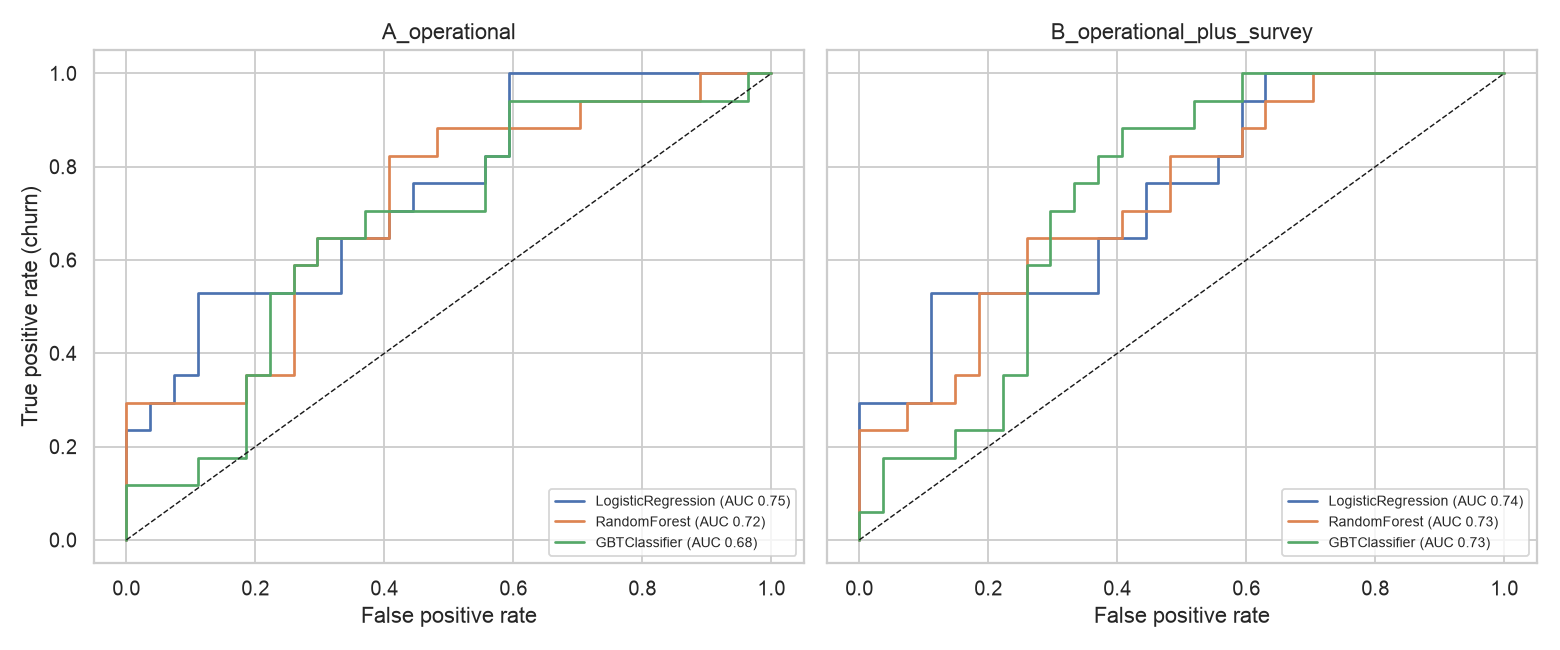 A_operational
B_operational_plus_survey
True positive rate (churn)
1.0
0.8
0.6
0.4
0.2
0.0
LogisticRegression (AUC 0.75)
RandomForest (AUC 0.72)
GBTClassifier (AUC 0.68)
0.0 0.2 0.4 0.6 0.8 1.0
False positive rate
LogisticRegression (AUC 0.74)
RandomForest (AUC 0.73)
GBTClassifier (AUC 0.73)
0.0 0.2 0.4 0.6 0.8 1.0
False positive rate